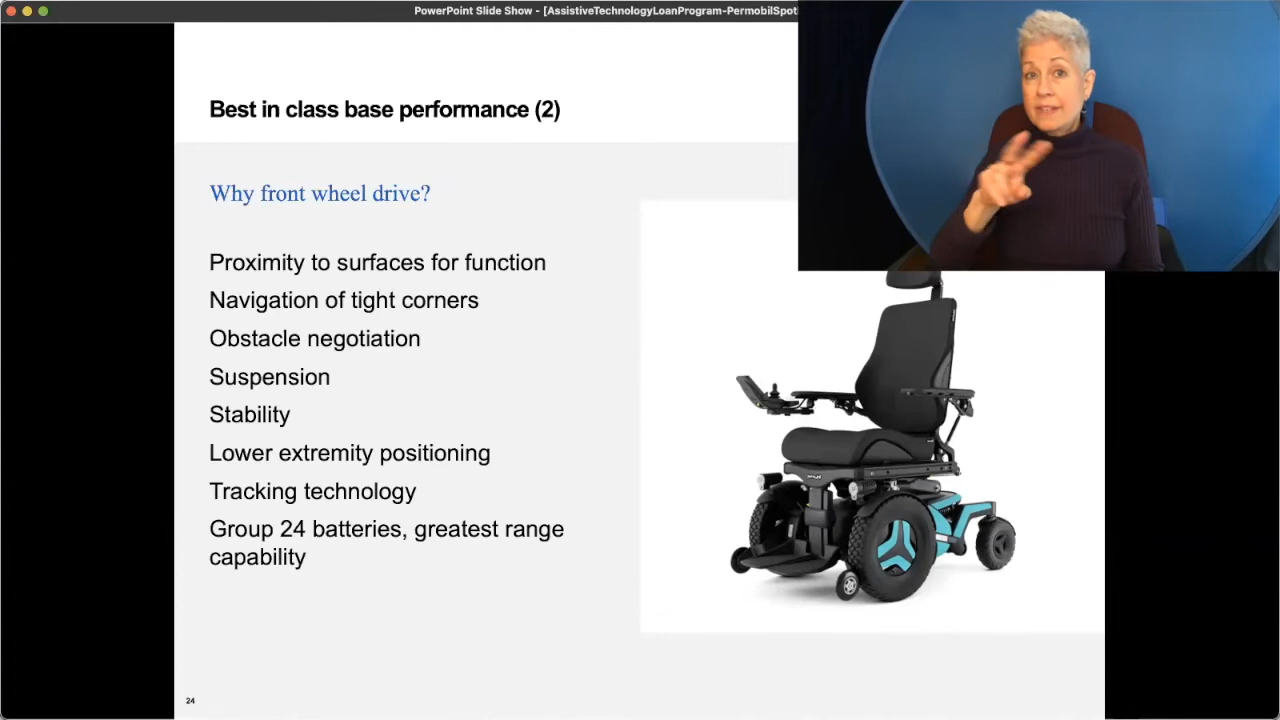 PowerPoint Slide Show - [AssistiveTechnologyLoanProgram-PermobilSpot
Best in class base performance (2)
Why front wheel drive?
Proximity to surfaces for function
Navigation of tight corners
Obstacle negotiation
Suspension
Stability
Lower extremity positioning
Tracking technology
Group 24 batteries, greatest range
capability
24